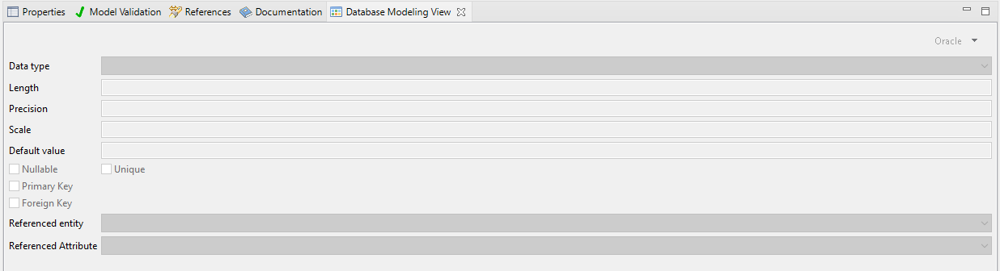 Properties Model Validation References Documentation Database Modeling View
Oracle
Data type
Length
Precision
Scale
Default value
Nullable Unique
Primary Key
Foreign Key
Referenced entity
Referenced Attribute